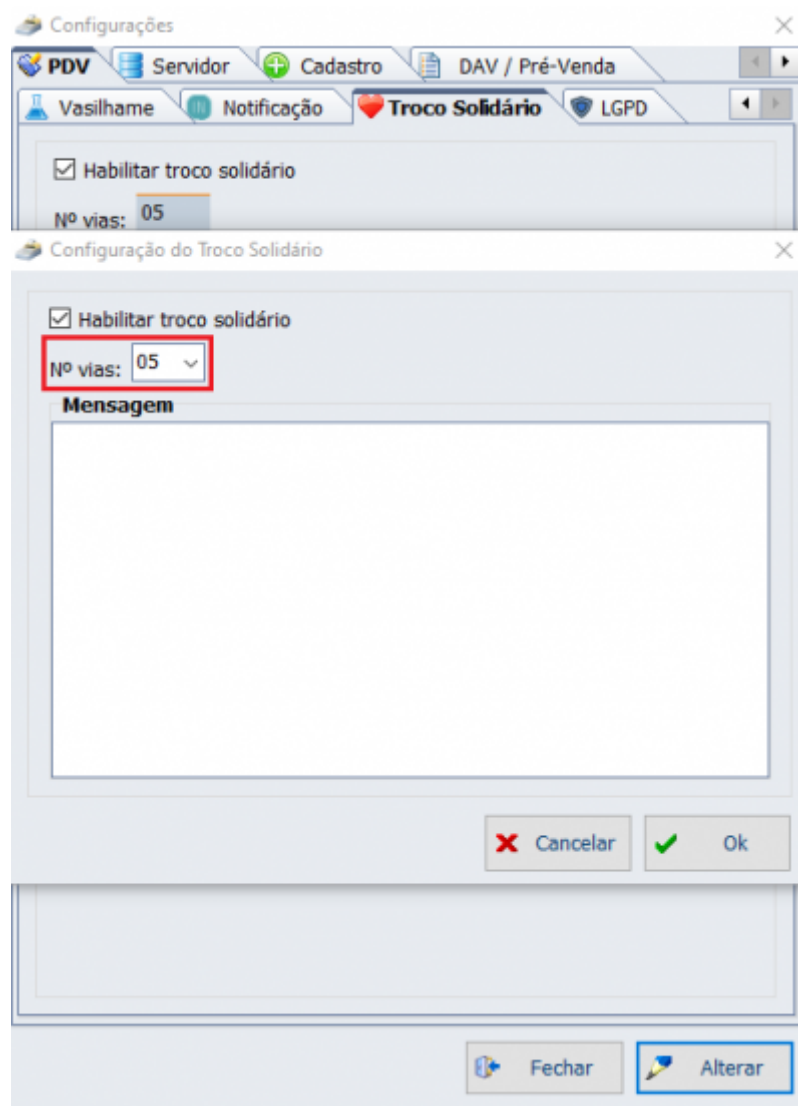 Configurações
PDV Servidor Cadastro DAV / Pré-Venda
Vasilhame Notificação Troco Solidário LGPD
Habilitar troco solidário
Nº vias: 05
Configuração do Troco Solidário
Habilitar troco solidário
Nº vias: 05
Mensagem
Cancelar Ok
Fechar Alterar